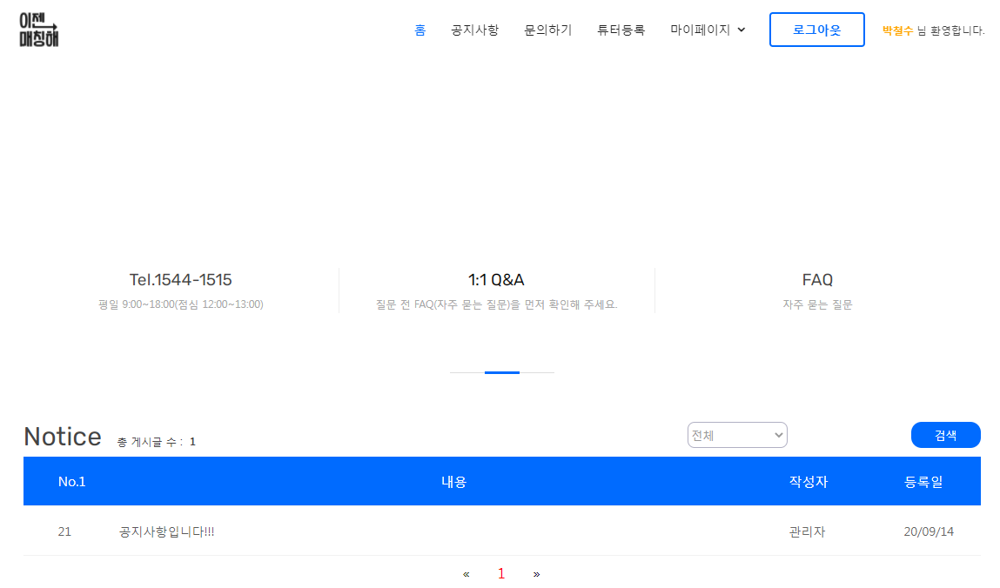 이젠
매칭해
홈 공지사항 문의하기 튜터등록 마이페이지 로그아웃 박철수 님 환영합니다.
Tel.1544-1515 1:1 Q&A FAQ
평일 9:00~18:00(점심 12:00~13:00) 질문 전 FAQ(자주 묻는 질문)을 먼저 확인해 주세요. 자주 묻는 질문
Notice 총 게시글 수 : 1 전체 검색
No.1 내용 작성자 등록일
21 공지사항입니다!!! 관리자 20/09/14
« 1 »